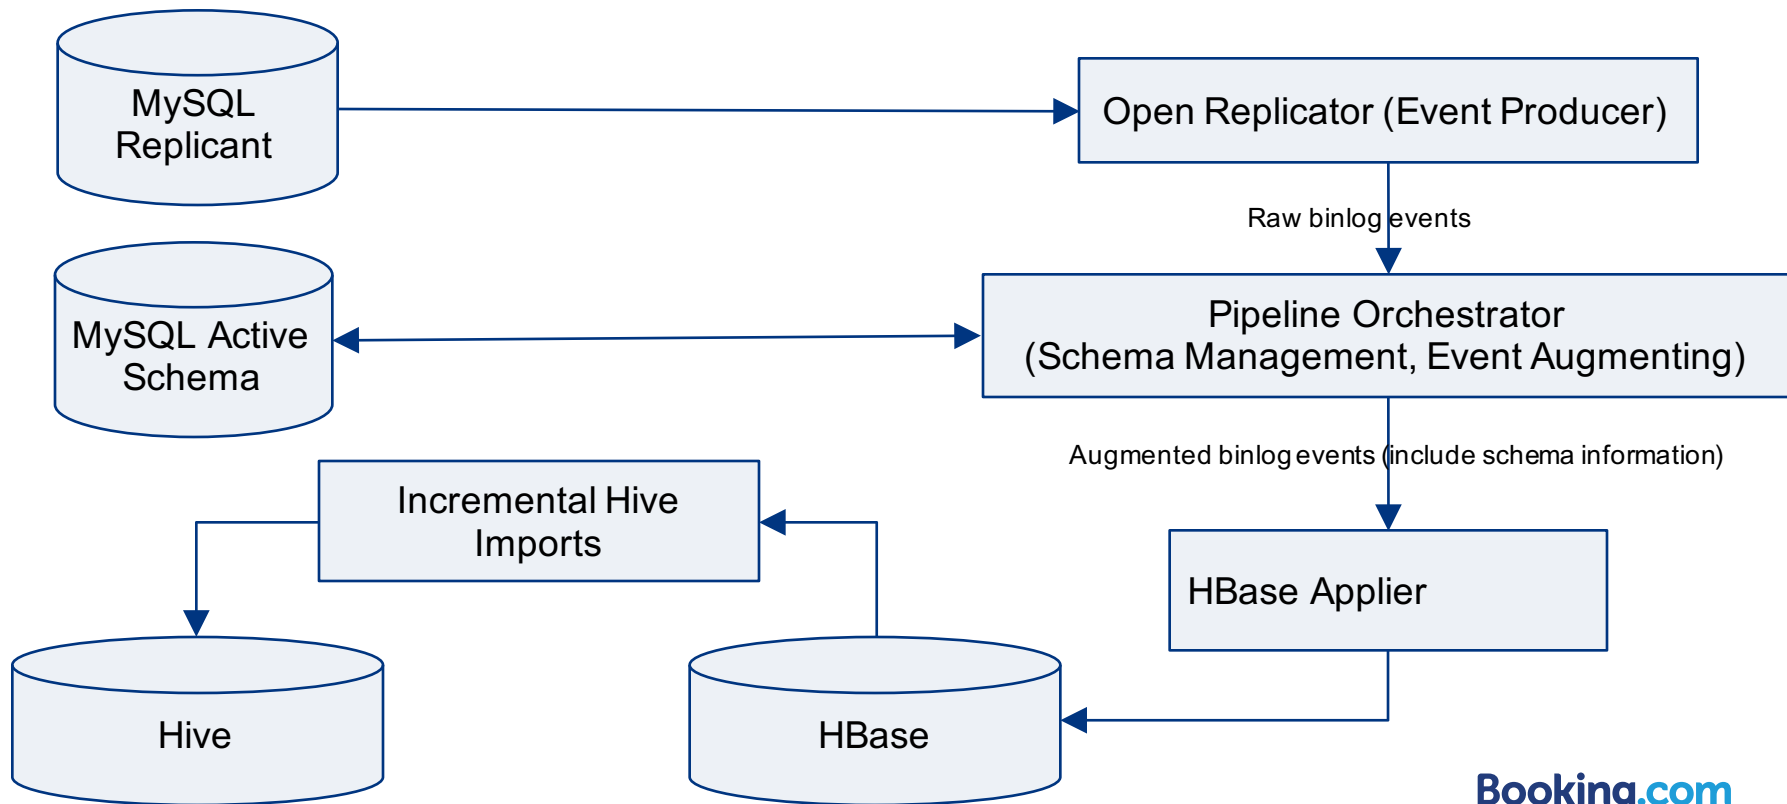 MySQL
Replicant
Open Replicator (Event Producer)
Raw binlog events
MySQL Active
Schema
Pipeline Orchestrator
(Schema Management, Event Augmenting)
Augmented binlog events (include schema information)
Incremental Hive
Imports
HBase Applier
Hive
HBase
Booking.com